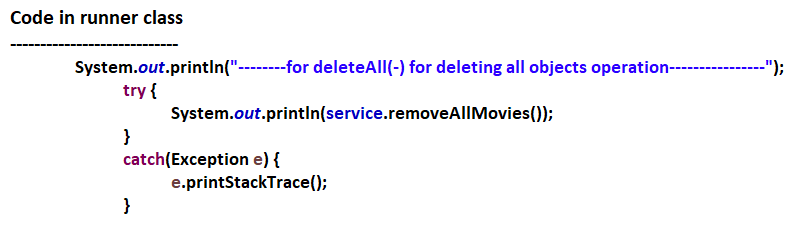 Code in runner class
----------------------------
System.out.println("--------for deleteAll(-) for deleting all objects operation----------------");
try {
System.out.println(service.removeAllMovies());
}
catch(Exception e) {
e.printStackTrace();
}